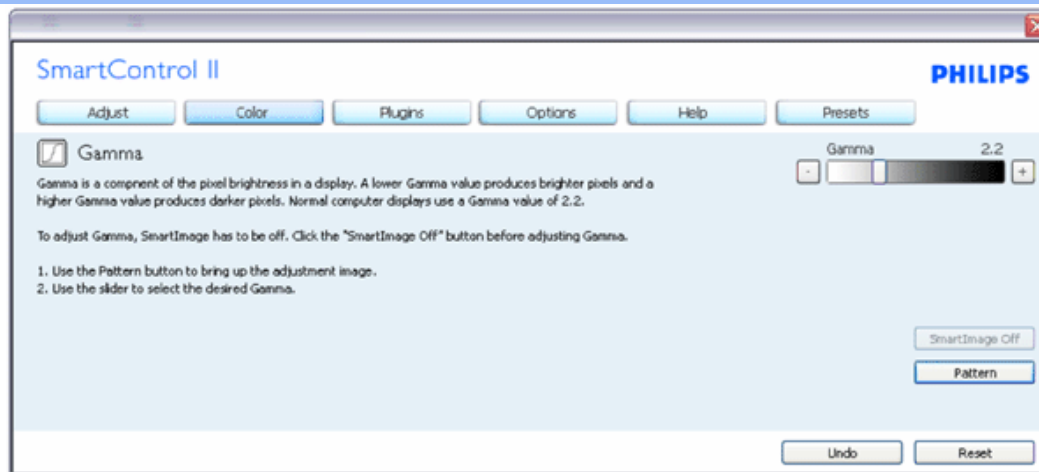 SmartControl II
PHILIPS
Adjust Color Plugins Options Help Presets
Gamma
Gamma 2.2
- +
Gamma is a compnent of the pixel brightness in a display. A lower Gamma value produces brighter pixels and a
higher Gamma value produces darker pixels. Normal computer displays use a Gamma value of 2.2.
To adjust Gamma, SmartImage has to be off. Click the "SmartImage Off" button before adjusting Gamma.
1. Use the Pattern button to bring up the adjustment image.
2. Use the slider to select the desired Gamma.
SmartImage Off
Pattern
Undo Reset